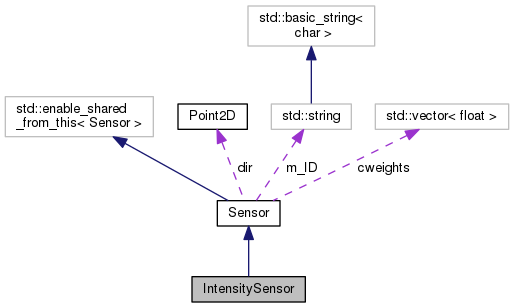 std::basic_string<
char >
std::enable_shared
_from_this< Sensor >
Point2D
std::string
std::vector< float >
dir
m_ID
cweights
Sensor
IntensitySensor